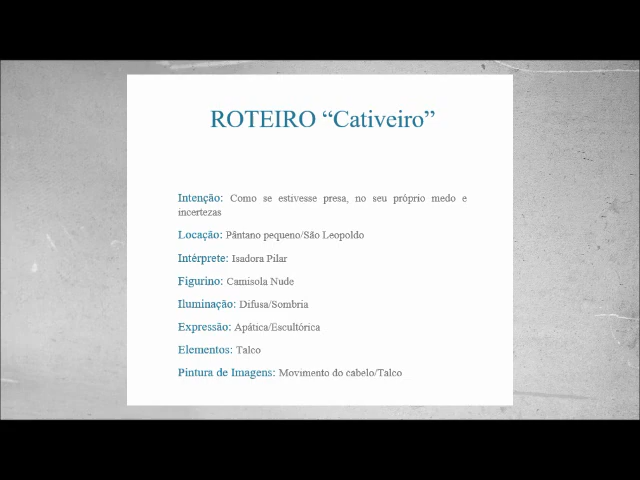 ROTEIRO “Cativeiro”
Intenção: Como se estivesse presa, no seu próprio medo e
incertezas
Locação: Pântano pequeno/São Leopoldo
Intérprete: Isadora Pilar
Figurino: Camisola Nude
Iluminação: Difusa/Sombria
Expressão: Apática/Escultórica
Elementos: Talco
Pintura de Imagens: Movimento do cabelo/Talco